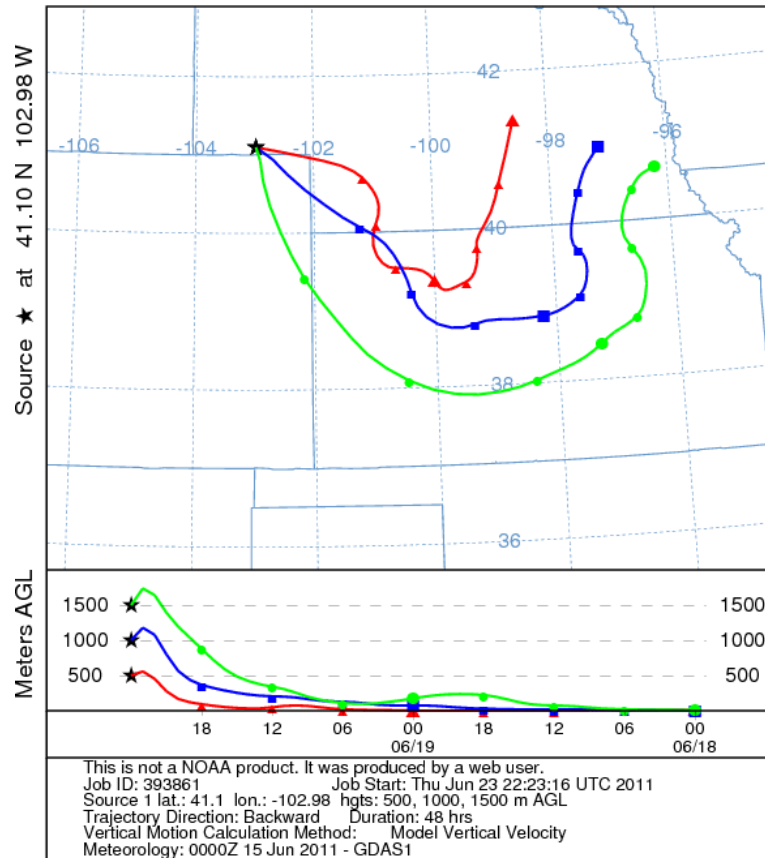 Source ★ at 41.10 N 102.98 W
42
-106 -104 -102 -100 -98 -96
40
38
36
Meters AGL
1500 1500
1000 1000
500 500
18 12 06 00 18 12 06 00
06/19 06/18
This is not a NOAA product. It was produced by a web user.
Job ID: 393861 Job Start: Thu Jun 23 22:23:16 UTC 2011
Source 1 lat.: 41.1 lon.: -102.98 hgts: 500, 1000, 1500 m AGL
Trajectory Direction: Backward Duration: 48 hrs
Vertical Motion Calculation Method: Model Vertical Velocity
Meteorology: 0000Z 15 Jun 2011 - GDAS1